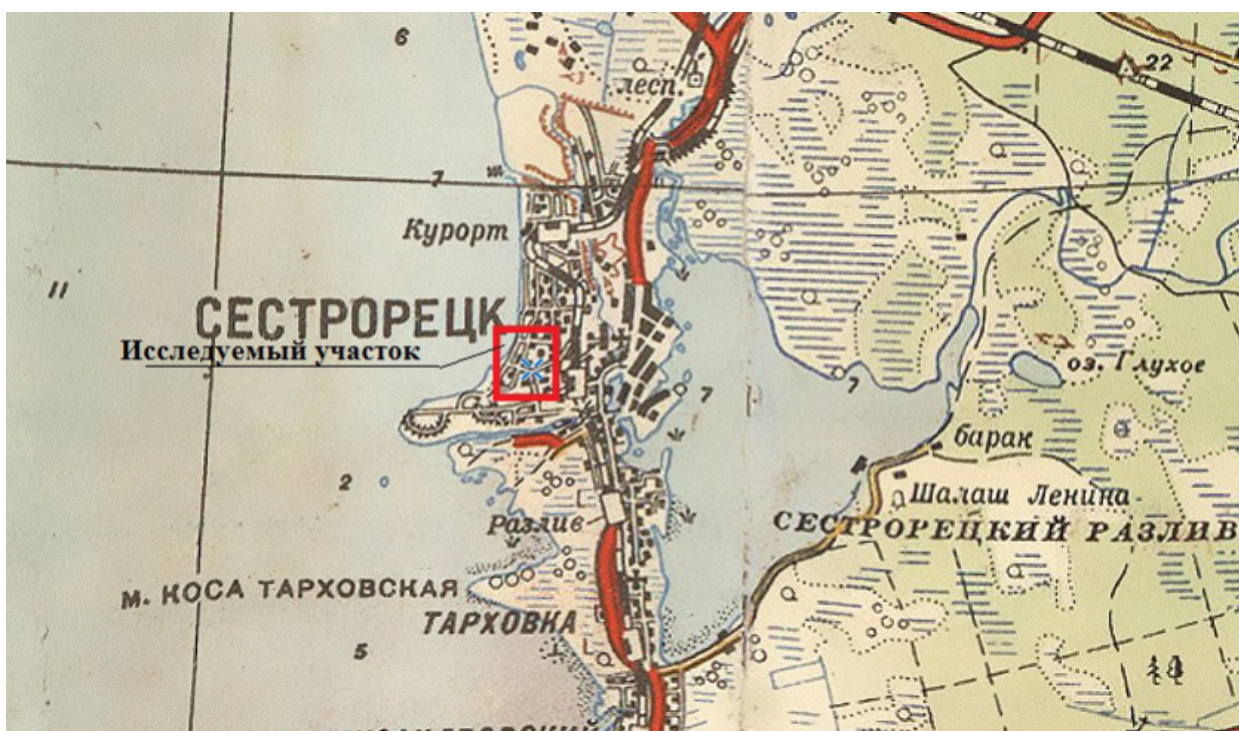 6
лесп.
22
7
Курорт
11
СЕСТРОРЕЦК
Исследуемый участок
оз. Глухое
7
7
барак
2
Шалаш Ленина
Разлив
СЕСТРОРЕЦКИЙ РАЗЛИВ
М. КОСА ТАРХОВСКАЯ
ТАРХОВКА
5